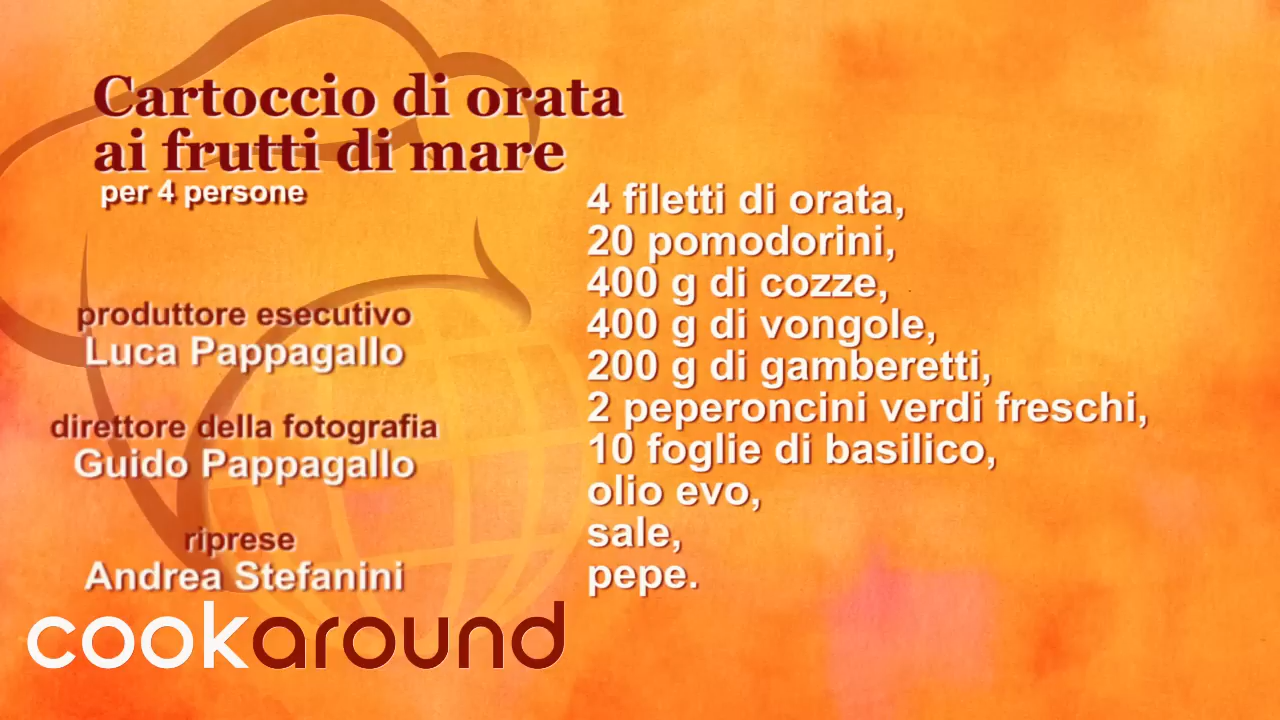 Cartoccio di orata
ai frutti di mare
per 4 persone
produttore esecutivo
Luca Pappagallo
direttore della fotografia
Guido Pappagallo
riprese
Andrea Stefanini
cookaround
4 filetti di orata,
20 pomodorini,
400 g di cozze,
400 g di vongole,
200 g di gamberetti,
2 peperoncini verdi freschi,
10 foglie di basilico,
olio evo,
sale,
pepe.